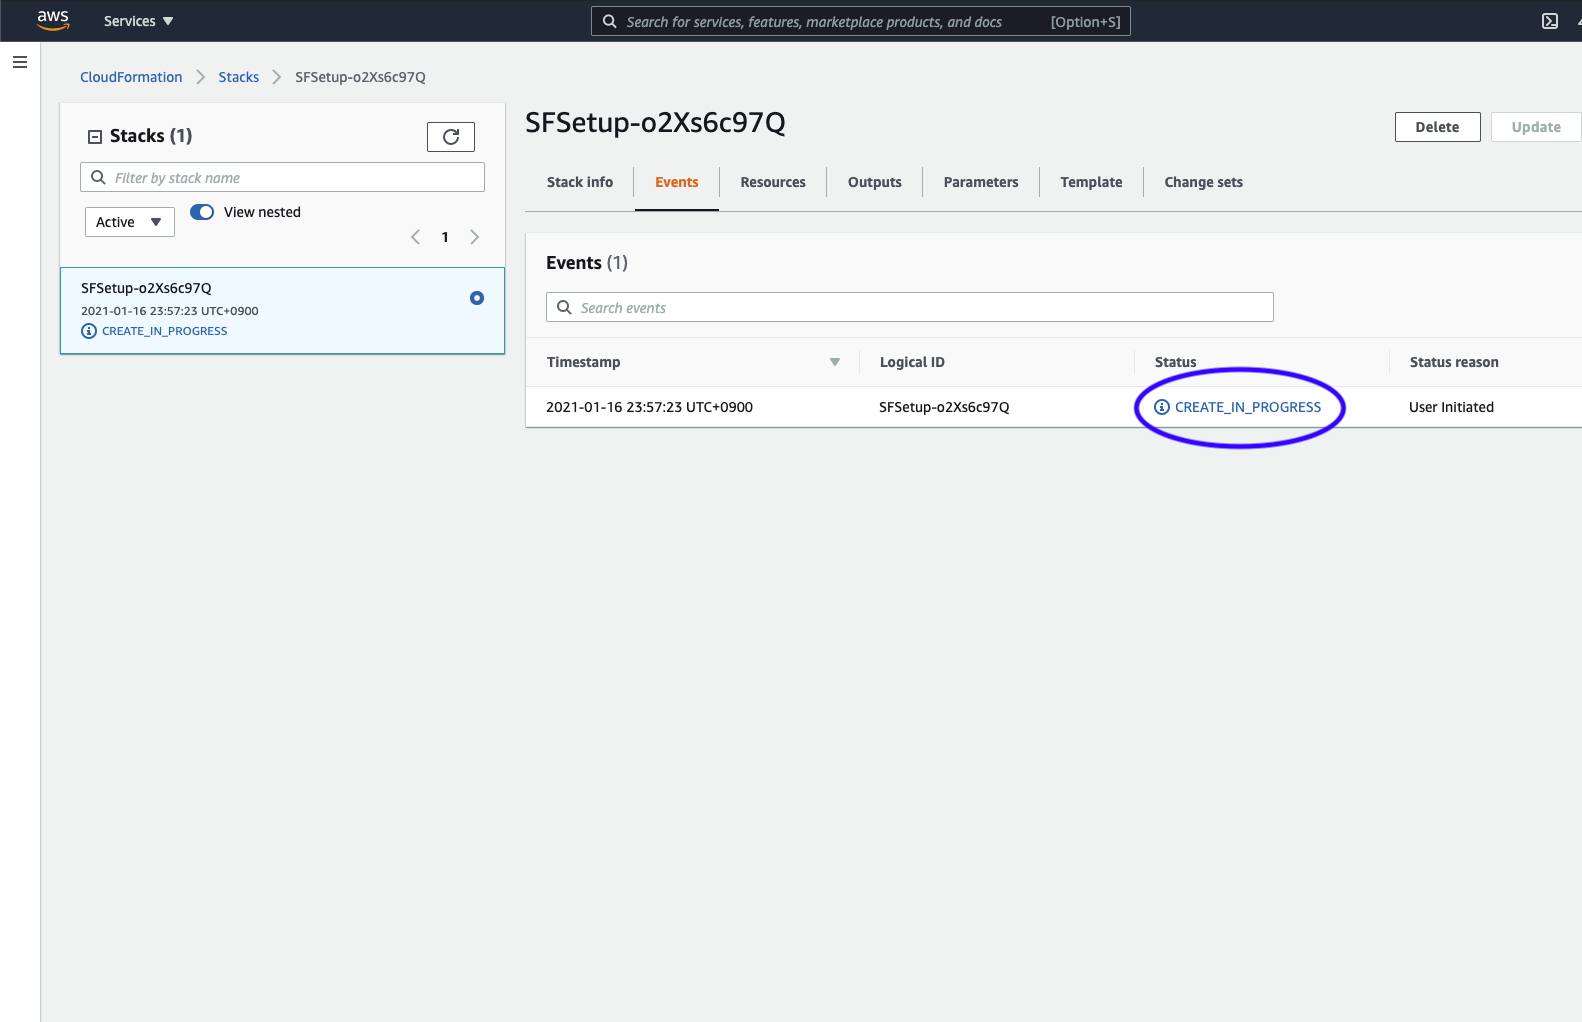 aws Services Search for services, features, marketplace products, and docs [Option+S]
CloudFormation Stacks SFSetup-o2Xs6c97Q
Stacks (1)
Filter by stack name
Active View nested
1
SFSetup-o2Xs6c97Q
2021-01-16 23:57:23 UTC+0900
CREATE_IN_PROGRESS
SFSetup-o2Xs6c97Q
Delete Update
Stack info Events Resources Outputs Parameters Template Change sets
Events (1)
Search events
Timestamp Logical ID Status Status reason
2021-01-16 23:57:23 UTC+0900 SFSetup-o2Xs6c97Q CREATE_IN_PROGRESS User Initiated